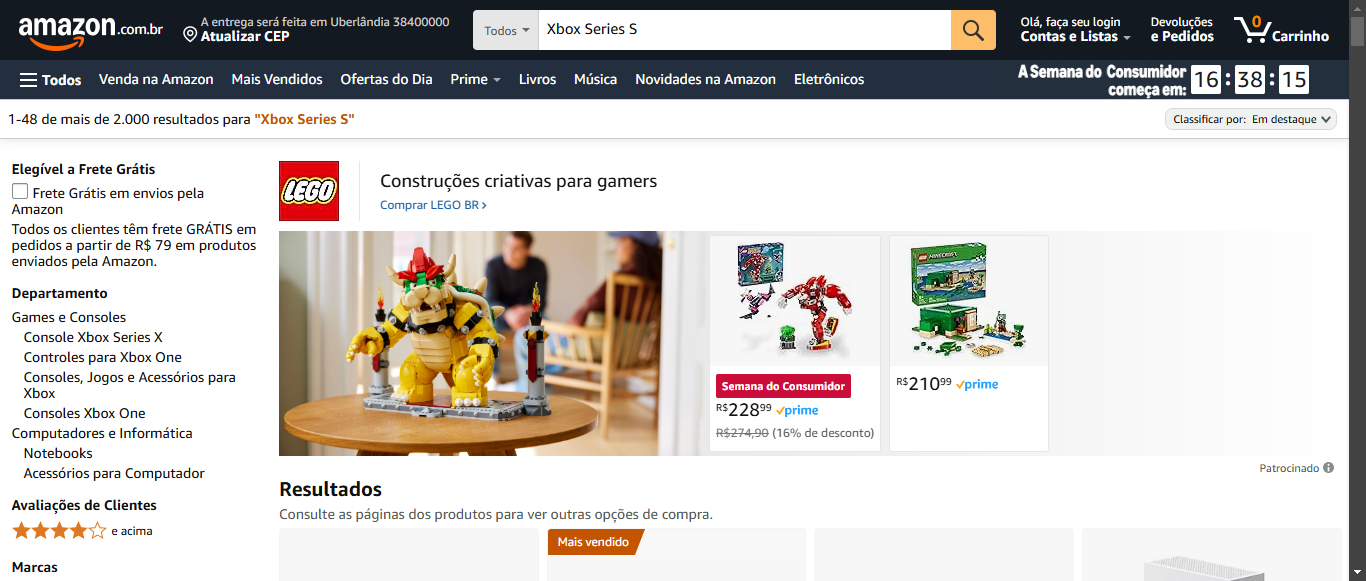 amazon.com.br
A entrega será feita em Uberlândia 38400000
Atualizar CEP
Todos
Xbox Series S
Olá, faça seu login
Contas e Listas
Devoluções
e Pedidos
0
Carrinho
Todos
Venda na Amazon
Mais Vendidos
Ofertas do Dia
Prime
Livros
Música
Novidades na Amazon
Eletrônicos
A Semana do Consumidor
começa em:
16 : 38 : 15
1-48 de mais de 2.000 resultados para "Xbox Series S"
Classificar por: Em destaque
Elegível a Frete Grátis
Frete Grátis em envios pela
Amazon
Todos os clientes têm frete GRÁTIS em
pedidos a partir de R$ 79 em produtos
enviados pela Amazon.
Departamento
Games e Consoles
Console Xbox Series X
Controles para Xbox One
Consoles, Jogos e Acessórios para
Xbox
Consoles Xbox One
Computadores e Informática
Notebooks
Acessórios para Computador
Avaliações de Clientes
e acima
Marcas
LEGO
Construções criativas para gamers
Comprar LEGO BR ›
Semana do Consumidor
R$22899 prime
R$274,90 (16% de desconto)
MINECRAFT
R$21099 prime
Patrocinado
Resultados
Consulte as páginas dos produtos para ver outras opções de compra.
Mais vendido